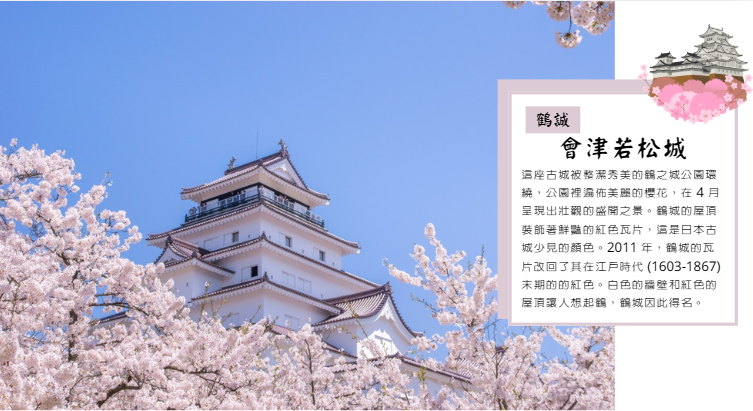 鶴誠
會津若松城
這座古城被整潔秀美的鶴之城公園環
繞，公園裡遍佈美麗的櫻花，在 4 月
呈現出壯觀的盛開之景。鶴城的屋頂
裝飾著鮮豔的紅色瓦片，這是日本古
城少見的顏色。2011 年，鶴城的瓦
片改回了其在江戶時代 (1603-1867)
末期的的紅色。白色的牆壁和紅色的
屋頂讓人想起鶴，鶴城因此得名。